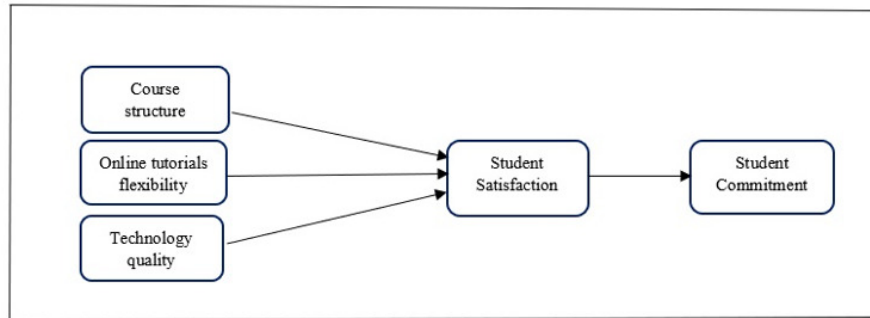 Course
structure
Online tutorials
flexibility
Technology
quality
Student
Satisfaction
Student
Commitment